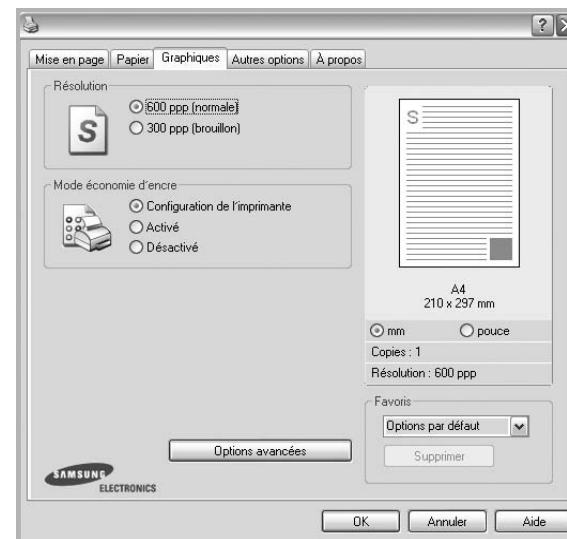 Mise en page Papier Graphiques Autres options À propos
Résolution
600 ppp (normale)
300 ppp (brouillon)
S
Mode économie d'encre
Configuration de l'imprimante
Activé
Désactivé
S
A4
210 x 297 mm
mm pouce
Copies : 1
Résolution : 600 ppp
Favoris
Options par défaut
Supprimer
Options avancées
SAMSUNG
ELECTRONICS
OK Annuler Aide